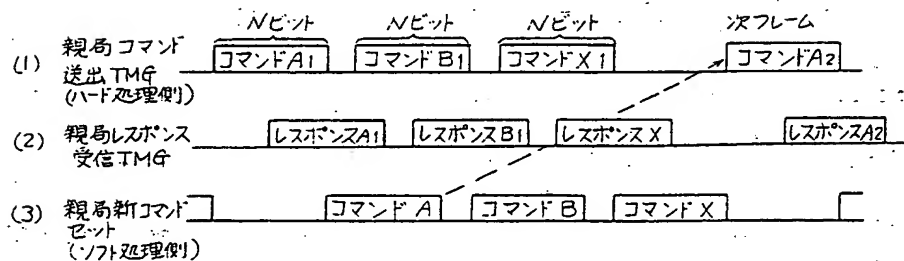 Nビット Nビット Nビット 次フレーム
(1) 親局コマンド コマンドA1 コマンドB1 コマンドX1 コマンドA2
送出TMG
(ハード処理側)
(2) 親局レスポンス レスポンスA1 レスポンスB1 レスポンスX レスポンスA2
受信TMG
(3) 親局新コマンド コマンドA コマンドB コマンドX
セット
(ソフト処理側)